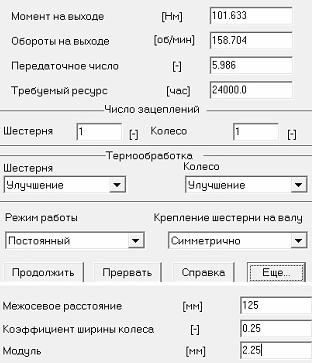 Момент на выходе [Нм] 101.633
Обороты на выходе [об/мин] 158.704
Передаточное число [-] 5.986
Требуемый ресурс [час] 24000.0
Число зацеплений
Шестерня 1 [-] Колесо 1 [-]
Термообработка
Шестерня Колесо
Улучшение Улучшение
Режим работы Крепление шестерни на валу
Постоянный Симметрично
Продолжить Прервать Справка Еще...
Межосевое расстояние [мм] 125
Коэффициент ширины колеса [-] 0.25
Модуль [мм] 2.25